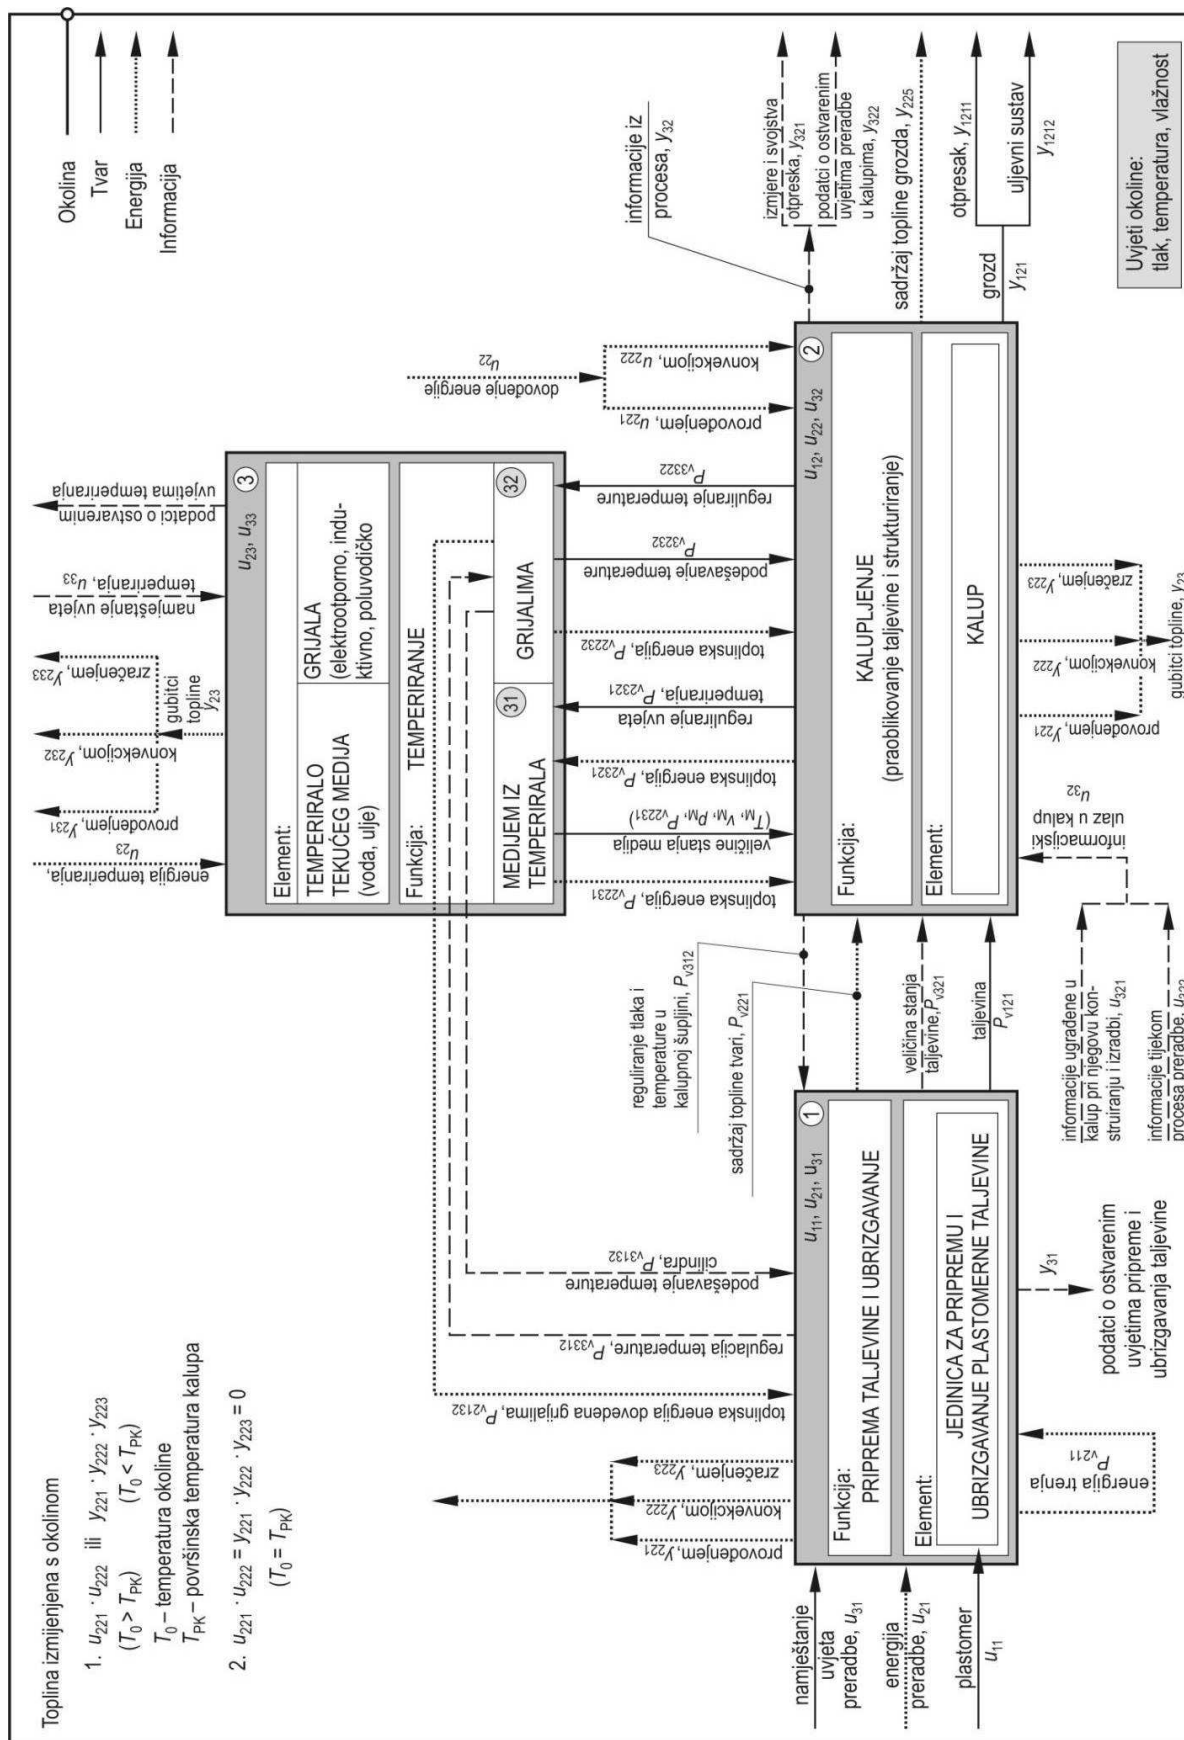 Toplina izmijenjena s okolinom
1. u221 · u222 ili y221 · y222 · y223
(T0 > TPK) (T0 < TPK)
T0 – temperatura okoline
TPK – površinska temperatura kalupa
2. u221 · u222 = y221 · y222 · y223 = 0
(T0 = TPK)
Okolina
Tvar
Energija
Informacija
energija temperiranja,
u23
provođenjem, y231
konvekcijom, y232
zračenjem, y233
gubitci
topline
y23
namještanje uvjeta
temperiranja, u33
podatci o ostvarenim
uvjetima temperiranja
u23, u33
3
Element:
TEMPERIRALO
TEKUĆEG MEDIJA
(voda, ulje)
GRIJALA
(elektrootporno, indu-
ktivno, poluvodičko
Funkcija:
TEMPERIRANJE
MEDIJEM IZ
TEMPERIRALA
31
GRIJALIMA
32
dovođenje energije
u22
provođenjem, u221
konvekcijom, u222
toplinska energija, Pv2231
veličine stanja medija
(TM, vM, pM, Pv2231)
toplinska energija, Pv2321
reguliranje uvjeta
temperiranja, Pv2321
toplinska energija, Pv2232
podešavanje temperature
Pv3232
reguliranje temperature
Pv3322
informacije iz
procesa, y32
izmjere i svojstva
otpreska, y321
podatci o ostvarenim
uvjetima preradbe
u kalupima, y322
sadržaj topline grozda, y225
otpresak, y1211
uljevni sustav
y1212
grozd
y121
Uvjeti okoline:
tlak, temperatura, vlažnost
provođenjem, y221
konvekcijom, y222
zračenjem, y223
toplinska energija dovedena grijalima, Pv2132
regulacija temperature, Pv3312
podešavanje temperature
cilindra, Pv3132
reguliranje tlaka i
temperature u
kalupnoj šupljini, Pv312
sadržaj topline tvari, Pv221
namještanje
uvjeta
preradbe, u31
energija
preradbe, u21
plastomer
u11
u11, u21, u31
1
Funkcija:
PRIPREMA TALJEVINE I UBRIZGAVANJE
Element:
JEDINICA ZA PRIPREMU I
UBRIZGAVANJE PLASTOMERNE TALJEVINE
veličina stanja
taljevine,Pv321
taljevina
Pv121
u12, u22, u32
2
Funkcija:
KALUPLJENJE
(praoblikovanje taljevine i strukturiranje)
Element:
KALUP
energija trenja
Pv211
y31
podatci o ostvarenim
uvjetima pripreme i
ubrizgavanja taljevine
informacije ugrađene u
kalup pri njegovu kon-
struiranju i izradbi, u321
informacije tijekom
procesa preradbe,
informacijski
ulaz u kalup
u32
provođenjem, y221
konvekcijom, y222
zračenjem, y223
gubitci topline, y23